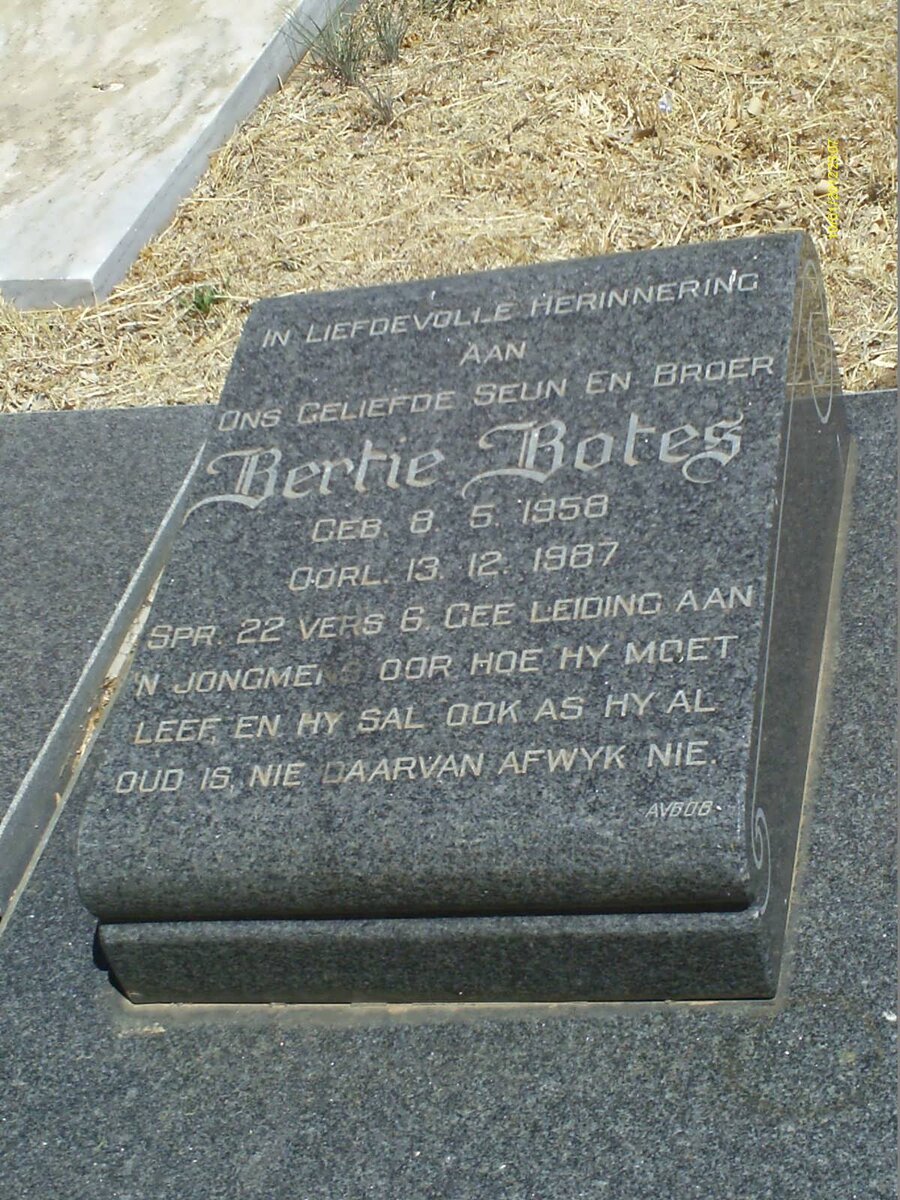 IN LIEFDEVOLLE HERINNERING
AAN
ONS GELIEFDE SEUN EN BROER
Bertie Botes
GEB. 8. 5. 1958
OORL. 13. 12. 1987
SPR. 22 VERS 6. GEE LEIDING AAN
'N JONGMENS OOR HOE HY MOET
LEEF, EN HY SAL OOK AS HY AL
OUD IS, NIE DAARVAN AFWYK NIE.
AVBOB